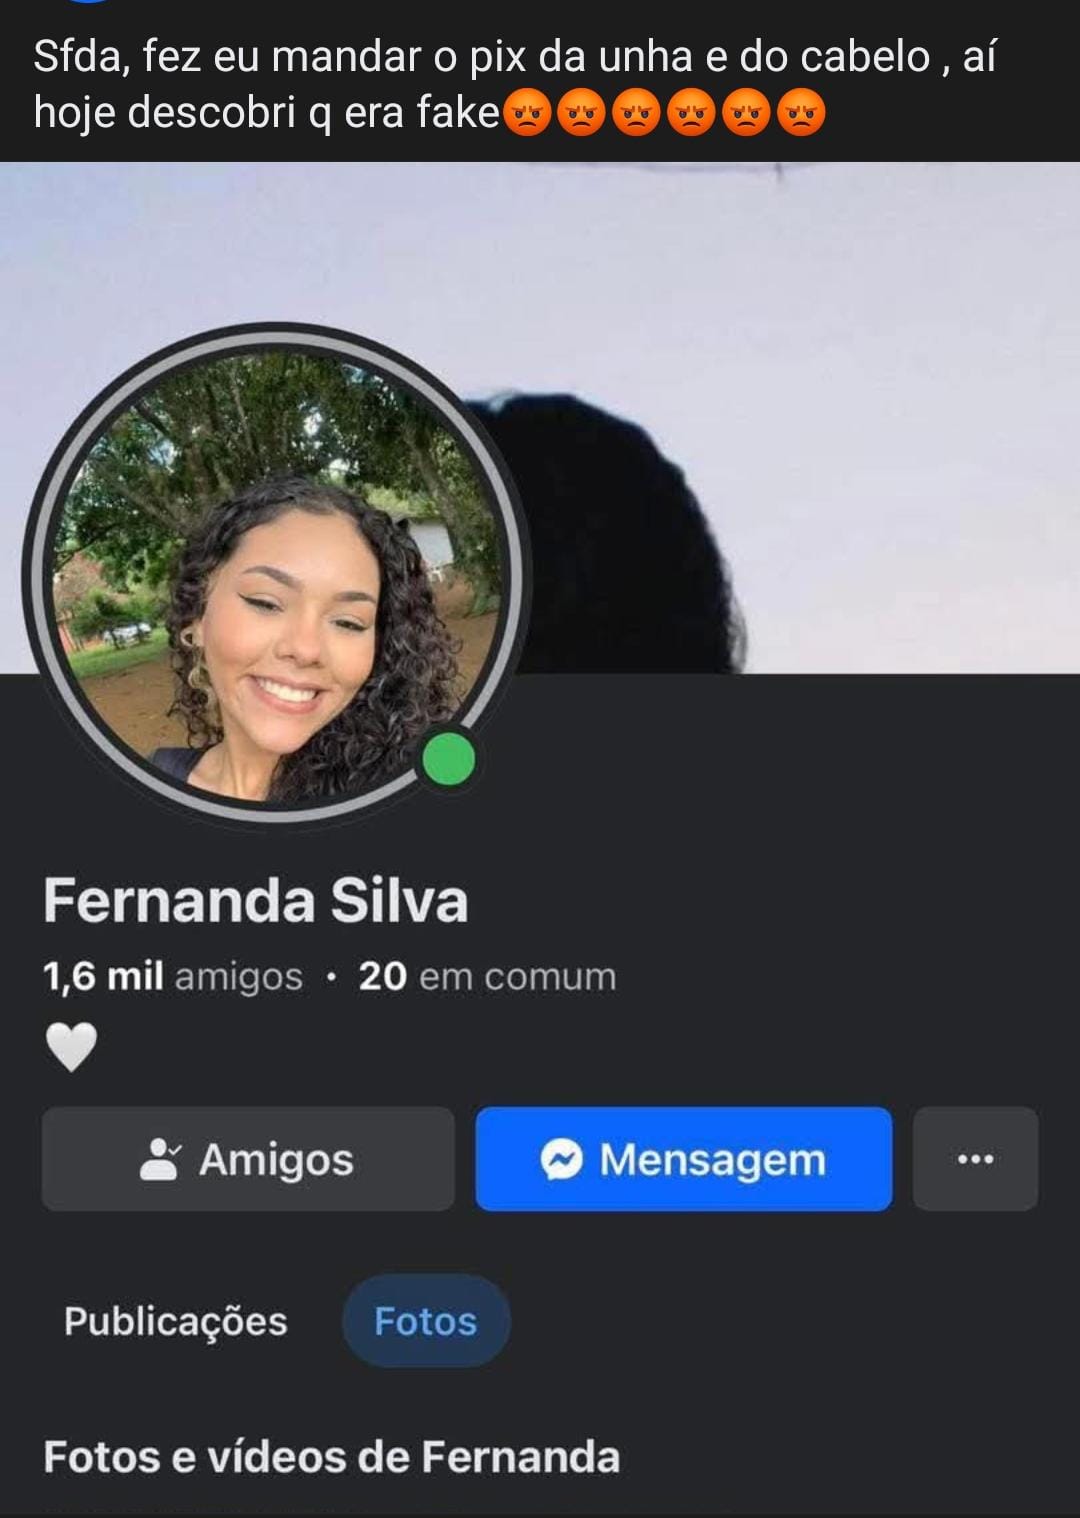 Sfda, fez eu mandar o pix da unha e do cabelo , aí
hoje descobri q era fake😡😡😡😡😡😡
Fernanda Silva
1,6 mil amigos · 20 em comum
🤍
Amigos
Mensagem
...
Publicações
Fotos
Fotos e vídeos de Fernanda